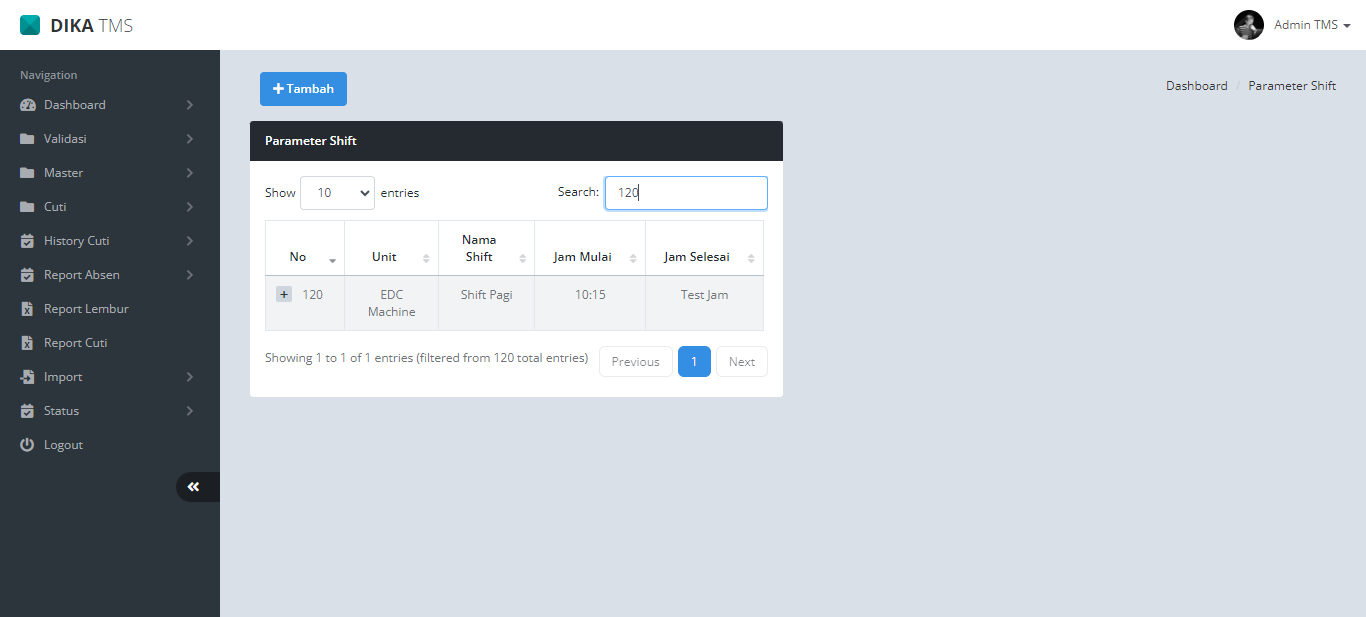 DIKA TMS
Admin TMS
Navigation
Dashboard
Validasi
Master
Cuti
History Cuti
Report Absen
Report Lembur
Report Cuti
Import
Status
Logout
+ Tambah
Dashboard / Parameter Shift
Parameter Shift
Show 10 entries
Search: 120
No
Unit
Nama
Shift
Jam Mulai
Jam Selesai
+ 120
EDC
Machine
Shift Pagi
10:15
Test Jam
Showing 1 to 1 of 1 entries (filtered from 120 total entries)
Previous 1 Next